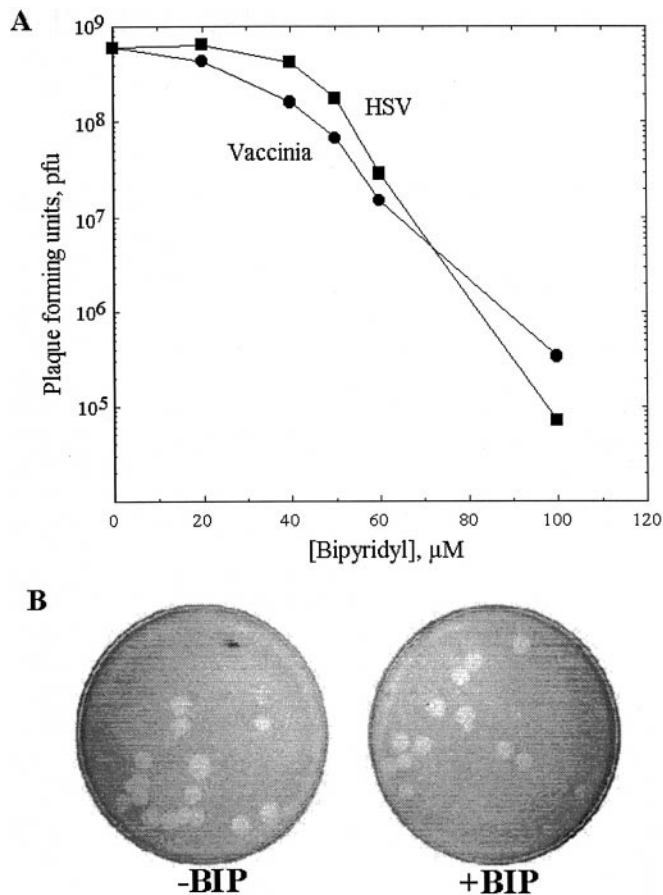 A
10⁹
10⁸
10⁷
10⁶
10⁵
Plaque forming units, pfu
HSV
Vaccinia
0 20 40 60 80 100 120
[Bipyridyl], µM
B
-BIP +BIP